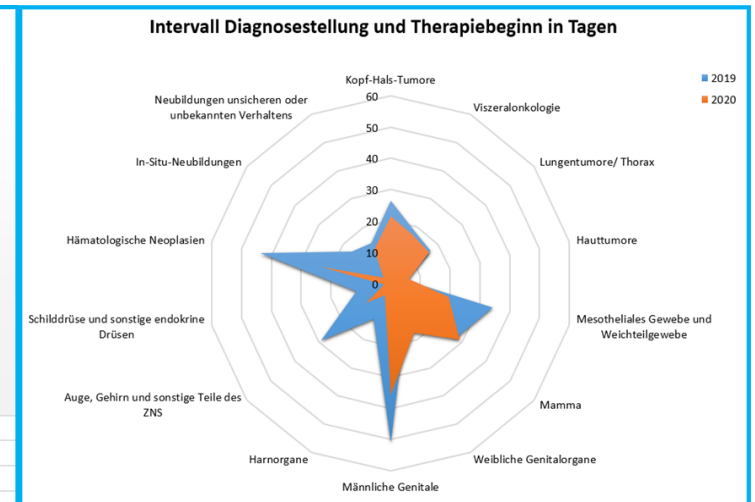 Intervall Diagnosestellung und Therapiebeginn in Tagen
2019
2020
Kopf-Hals-Tumore
Viszeralonkologie
Lungentumore/ Thorax
Hauttumore
Mesotheliales Gewebe und
Weichteilgewebe
Mamma
Weibliche Genitalorgane
Männliche Genitale
Harnorgane
Auge, Gehirn und sonstige Teile des
ZNS
Schilddrüse und sonstige endokrine
Drüsen
Hämatologische Neoplasien
In-Situ-Neubildungen
Neubildungen unsicheren oder
unbekannten Verhaltens
60
50
40
30
20
10
0